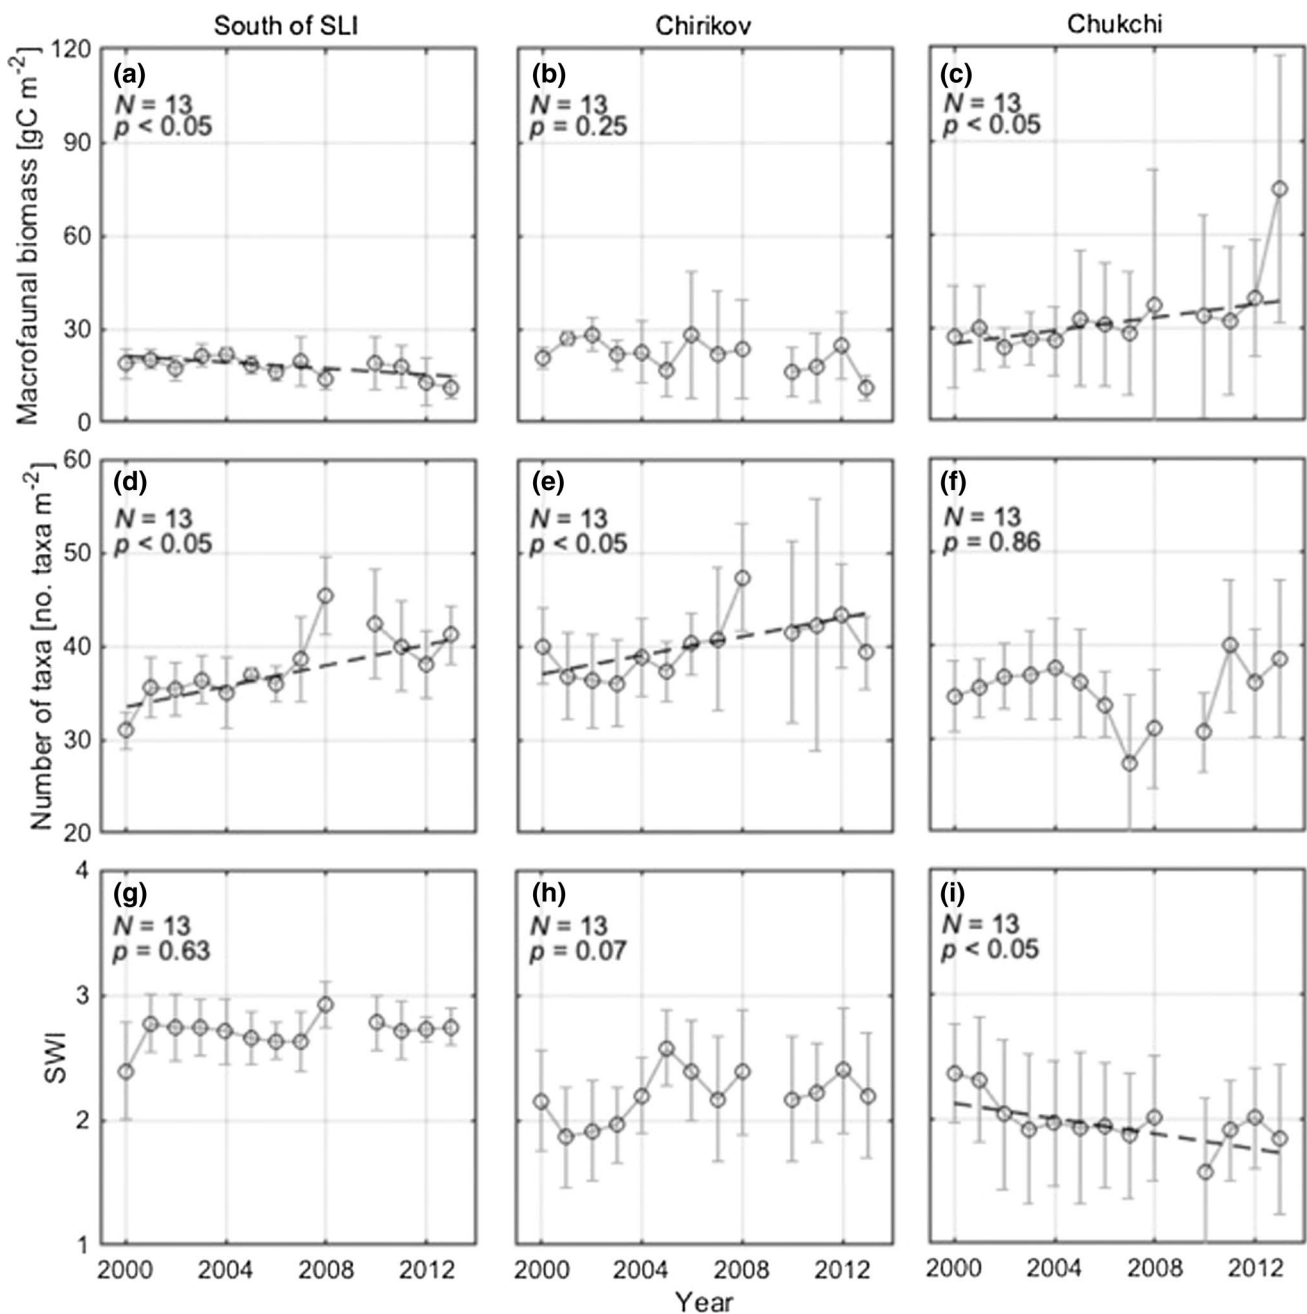 South of SLI Chirikov Chukchi
Macrofaunal biomass [gC m-2]
120
90
60
30
0
(a)
N = 13
p < 0.05
(b)
N = 13
p = 0.25
(c)
N = 13
p < 0.05
Number of taxa [no. taxa m-2]
60
50
40
30
20
(d)
N = 13
p < 0.05
(e)
N = 13
p < 0.05
(f)
N = 13
p = 0.86
SWI
4
3
2
1
(g)
N = 13
p = 0.63
(h)
N = 13
p = 0.07
(i)
N = 13
p < 0.05
2000 2004 2008 2012 2000 2004 2008 2012 2000 2004 2008 2012
Year